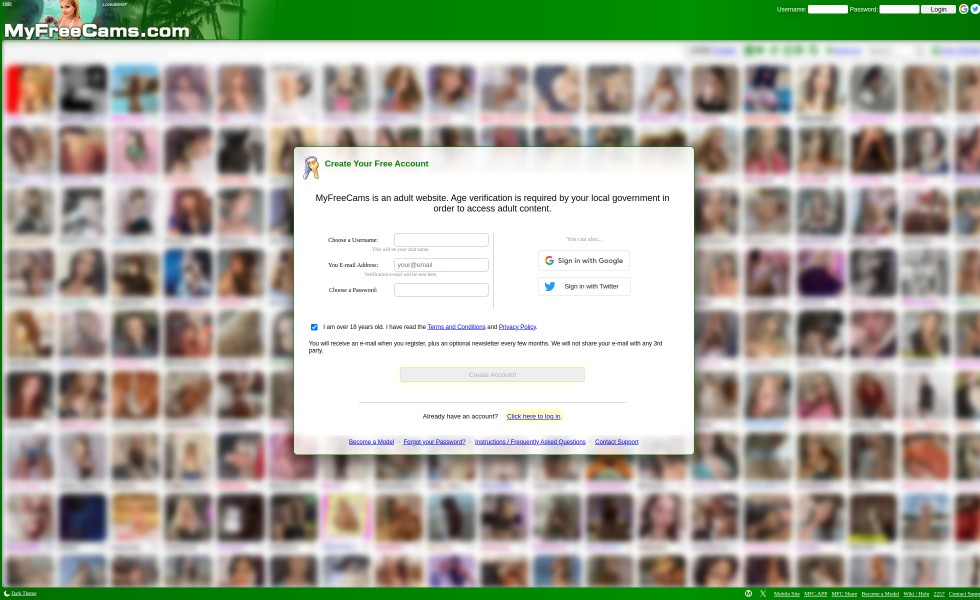 Username:
Password:
Login
MyFreeCams.com
Create Your Free Account
MyFreeCams is an adult website. Age verification is required by your local government in
order to access adult content.
Choose a Username:
This will be your chat name.
You E-mail Address:
your@email
Verification e-mail will be sent here.
Choose a Password:
You can also...
Sign in with Google
Sign in with Twitter
I am over 18 years old. I have read the Terms and Conditions and Privacy Policy.
You will receive an e-mail when you register, plus an optional newsletter every few months. We will not share your e-mail with any 3rd
party.
Create Account!
Already have an account? Click here to log in.
Become a Model - Forgot your Password? - Instructions / Frequently Asked Questions - Contact Support
Dark Theme
Mobile Site MFC.APP MFC Share Become a Model Wiki / Help 2257 Contact